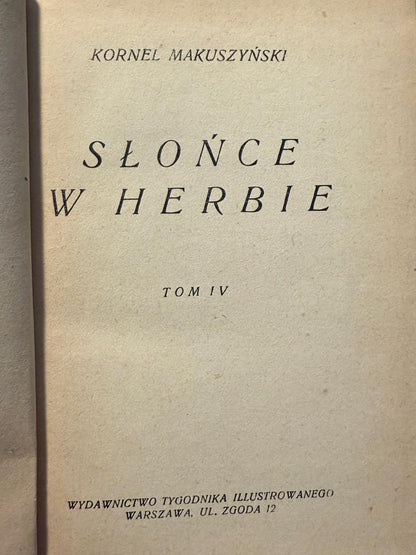 KORNEL MAKUSZYŃSKI
SŁOŃCE
W HERBIE
TOM IV
WYDAWNICTWO TYGODNIKA ILLUSTROWANEGO
WARSZAWA, UL. ZGODA 12